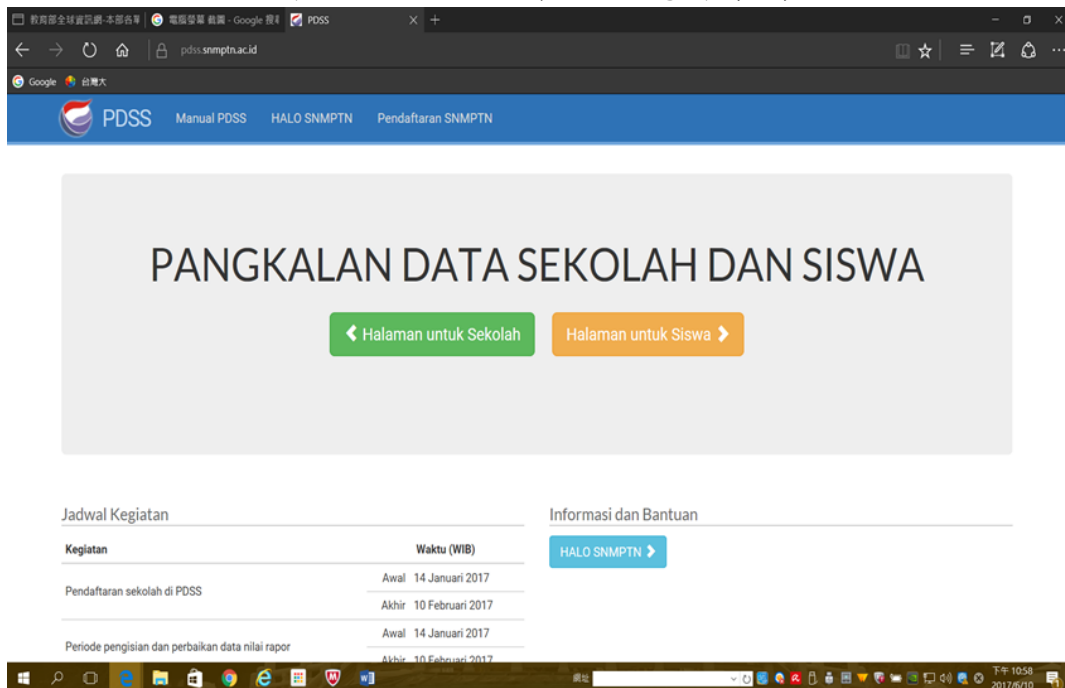 教育部全球資訊網-本部各單
電腦螢幕 截圖 - Google 搜尋
PDSS
pdss.snmptn.ac.id
Google
台灣大
PDSS
Manual PDSS
HALO SNMPTN
Pendaftaran SNMPTN
PANGKALAN DATA SEKOLAH DAN SISWA
Halaman untuk Sekolah
Halaman untuk Siswa
Jadwal Kegiatan
Informasi dan Bantuan
Kegiatan
Waktu (WIB)
HALO SNMPTN
Pendaftaran sekolah di PDSS
Awal 14 Januari 2017
Akhir 10 Februari 2017
Periode pengisian dan perbaikan data nilai rapor
Awal 14 Januari 2017
Akhir 10 Februari 2017
網址
下午 10:58
2017/6/10